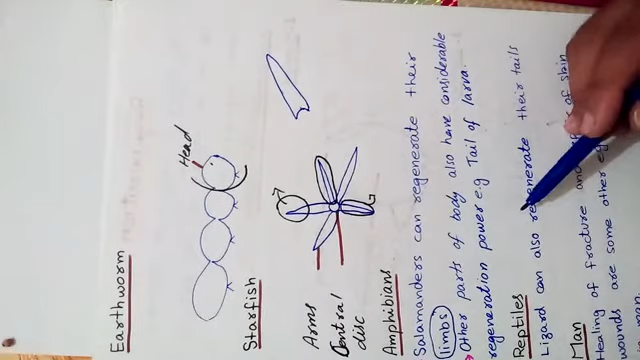 Earthworm
Head
Starfish
Arms
Central
disc
Amphibians
Salamanders can regenerate their
limbs
Other parts of body also have considerable
regeneration power e.g Tail of larva.
Reptiles
Lizard can also regenerate their tails
Man
Healing of fracture and of skin
wounds are some other